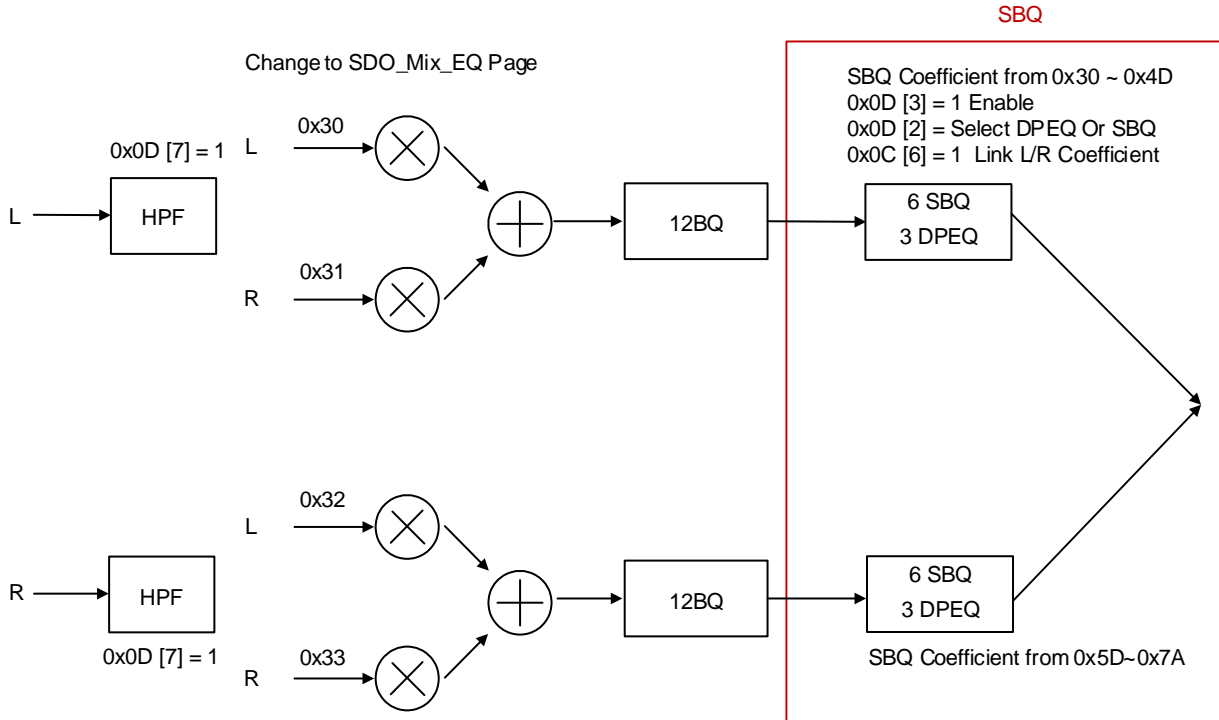 SBQ
Change to SDO_Mix_EQ Page
SBQ Coefficient from 0x30 ~ 0x4D
0x0D [3] = 1 Enable
0x0D [2] = Select DPEQ Or SBQ
0x0C [6] = 1  Link L/R Coefficient
0x0D [7] = 1
L
HPF
L
0x30
R
0x31
12BQ
6 SBQ
3 DPEQ
R
HPF
0x0D [7] = 1
L
0x32
R
0x33
12BQ
6 SBQ
3 DPEQ
SBQ Coefficient from 0x5D~0x7A